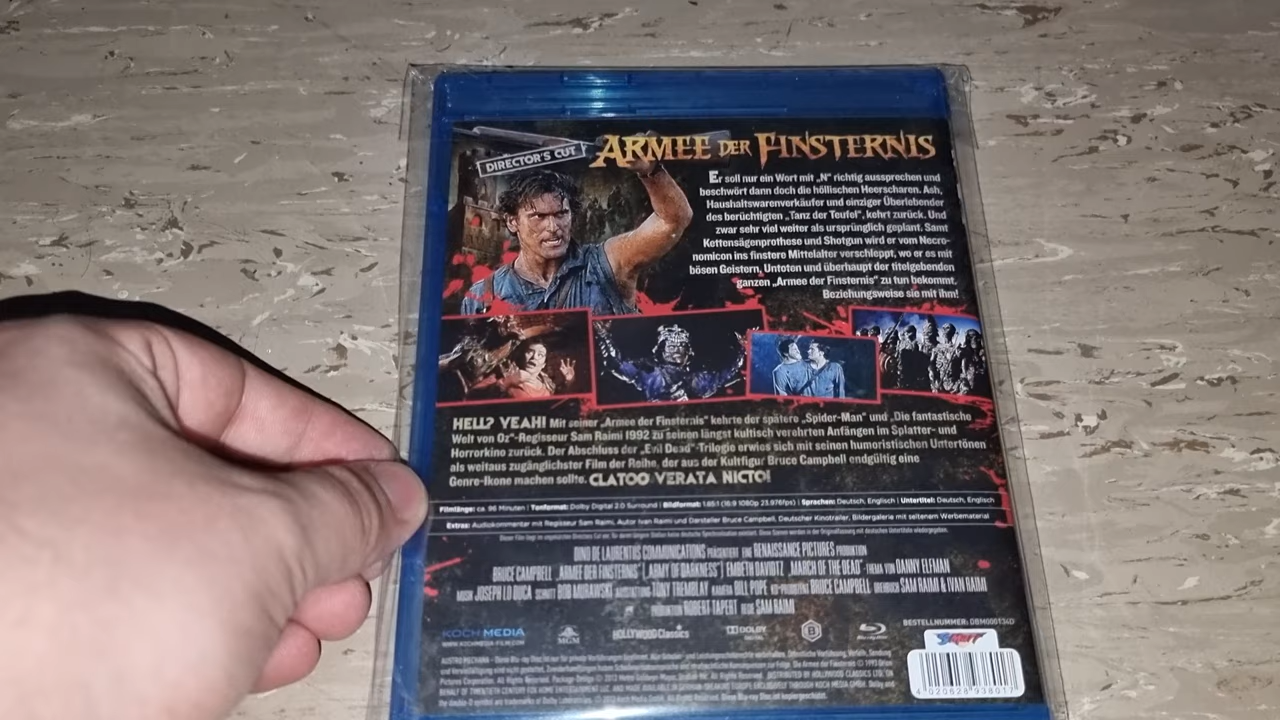 DIRECTOR'S CUT
ARMEE DER FINSTERNIS
Er soll nur ein Wort mit „N" richtig aussprechen und
beschwört dann doch die höllischen Heerscharen. Ash,
Haushaltswarenverkäufer und einziger Überlebender
des berüchtigten „Tanz der Teufel", kehrt zurück. Und
zwar sehr viel weiter als ursprünglich geplant. Samt
Kettensägenprothese und Shotgun wird er vom Necro-
nomicon ins finstere Mittelalter verschleppt, wo er es mit
bösen Geistern, Untoten und überhaupt der titelgebenden
ganzen „Armee der Finsternis" zu tun bekommt.
Beziehungsweise sie mit ihm!
HELL? YEAH! Mit seiner „Armee der Finsternis" kehrte der spätere „Spider-Man" und „Die fantastische
Welt von Oz"-Regisseur Sam Raimi 1992 zu seinen längst kultisch verehrten Anfängen im Splatter- und
Horrorkino zurück. Der Abschluss der „Evil Dead"-Trilogie erwies sich mit seinen humoristischen Untertönen
als weitaus zugänglichster Film der Reihe, der aus der Kultfigur Bruce Campbell endgültig eine
Genre-Ikone machen sollte. CLATOO VERATA NICTO!
Filmlänge: ca. 96 Minuten | Tonformat: Dolby Digital 2.0 Surround | Bildformat: 1.85:1 (16:9 1080p 23.976fps) | Sprachen: Deutsch, Englisch | Untertitel: Deutsch, Englisch
Extras: Audiokommentar mit Regisseur Sam Raimi, Autor Ivan Raimi und Darsteller Bruce Campbell, Deutscher Kinotrailer, Bildergalerie mit seltenem Werbematerial
DINO DE LAURENTIIS COMMUNICATIONS PRÄSENTIERT EINE RENAISSANCE PICTURES PRODUKTION
BRUCE CAMPBELL „ARMEE DER FINSTERNIS" (ARMY OF DARKNESS) EMBETH DAVIDTZ „MARCH OF THE DEAD"-THEMA VON DANNY ELFMAN
MUSIK JOSEPH LO DUCA SCHNITT BOB MURAWSKI AUSSTATTUNG TONY TREMBLAY KAMERA BILL POPE KO-PRODUZENT BRUCE CAMPBELL DREHBUCH SAM RAIMI & IVAN RAIMI
PRODUKTION ROBERT TAPERT REGIE SAM RAIMI
BESTELLNUMMER: DBM000134D
KOCH MEDIA
WWW.KOCHMEDIA-FILM.COM
MGM
HOLLYWOOD Classics
DOLBY
DIGITAL
B
Blu-ray Disc
4 020628 938017